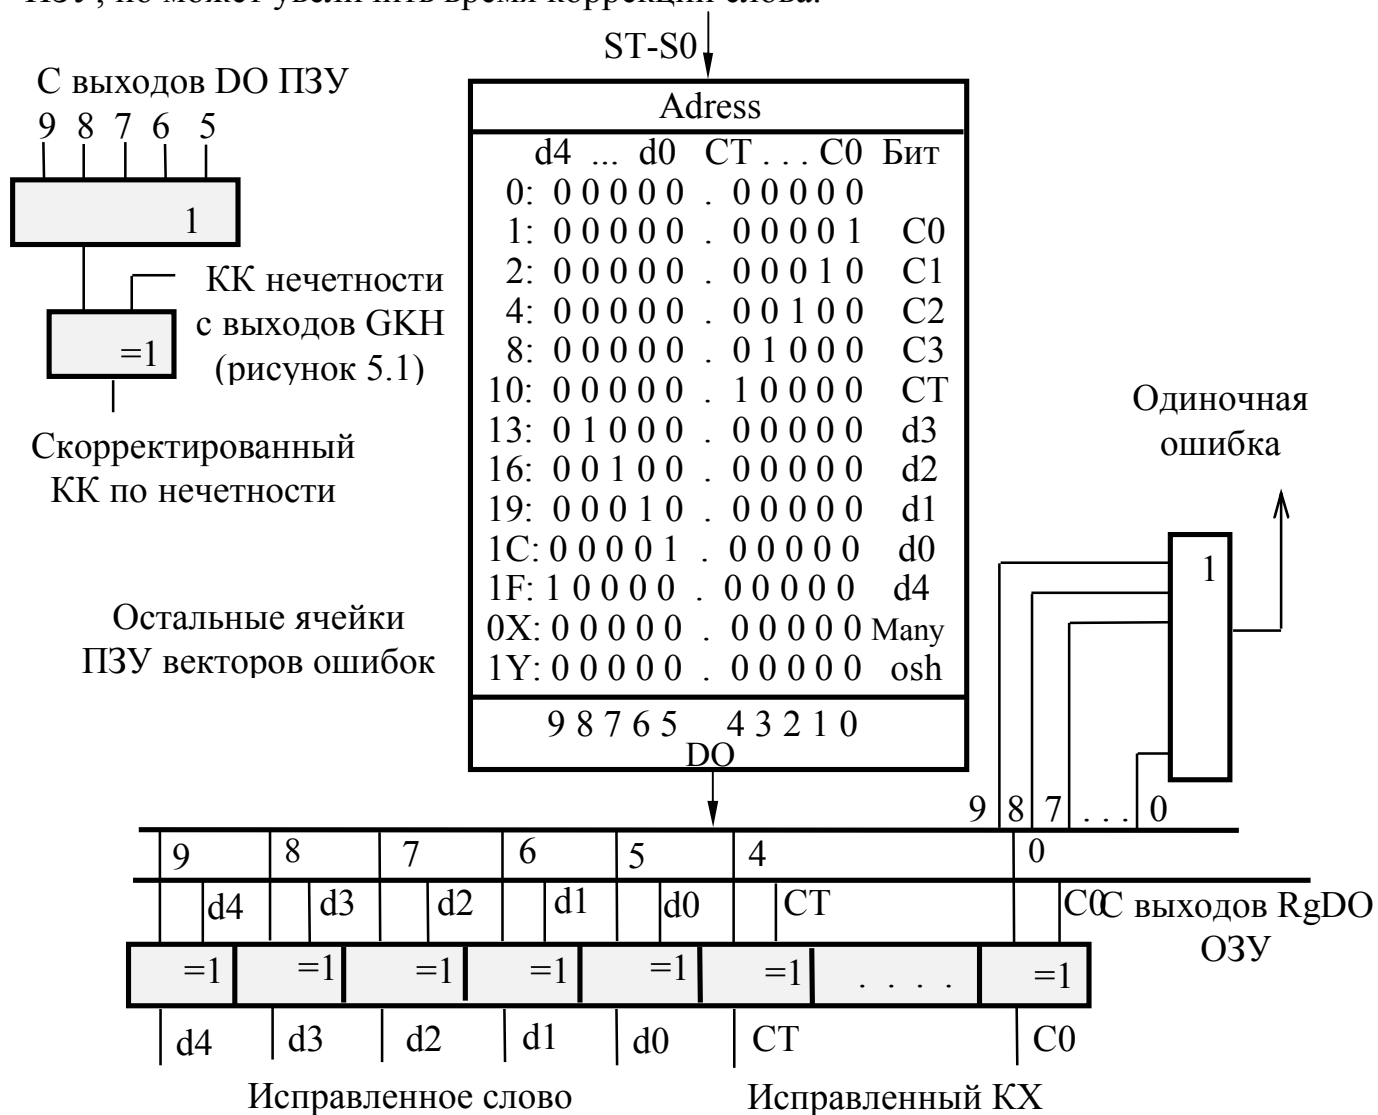 ПЗУ, но может увеличить время коррекции слова.
ST-S0
С выходов DO ПЗУ
9 8 7 6 5
1
КК нечетности
с выходов GKH
(рисунок 5.1)
=1
Скорректированный
КК по нечетности
Adress
d4 ... d0 CT . . . C0 Бит
0: 0 0 0 0 0 . 0 0 0 0 0
1: 0 0 0 0 0 . 0 0 0 0 1 C0
2: 0 0 0 0 0 . 0 0 0 1 0 C1
4: 0 0 0 0 0 . 0 0 1 0 0 C2
8: 0 0 0 0 0 . 0 1 0 0 0 C3
10: 0 0 0 0 0 . 1 0 0 0 0 CT
13: 0 1 0 0 0 . 0 0 0 0 0 d3
16: 0 0 1 0 0 . 0 0 0 0 0 d2
19: 0 0 0 1 0 . 0 0 0 0 0 d1
1C: 0 0 0 0 1 . 0 0 0 0 0 d0
1F: 1 0 0 0 0 . 0 0 0 0 0 d4
0X: 0 0 0 0 0 . 0 0 0 0 0 Many
1Y: 0 0 0 0 0 . 0 0 0 0 0 osh
9 8 7 6 5 4 3 2 1 0
DO
Остальные ячейки
ПЗУ векторов ошибок
Одиночная
ошибка
1
9 8 7 . . . 0
9 8 7 6 5 4 0
d4 d3 d2 d1 d0 CT C0
С выходов RgDO
ОЗУ
=1 =1 =1 =1 =1 =1 . . . . =1
d4 d3 d2 d1 d0 CT C0
Исправленное слово Исправленный КХ